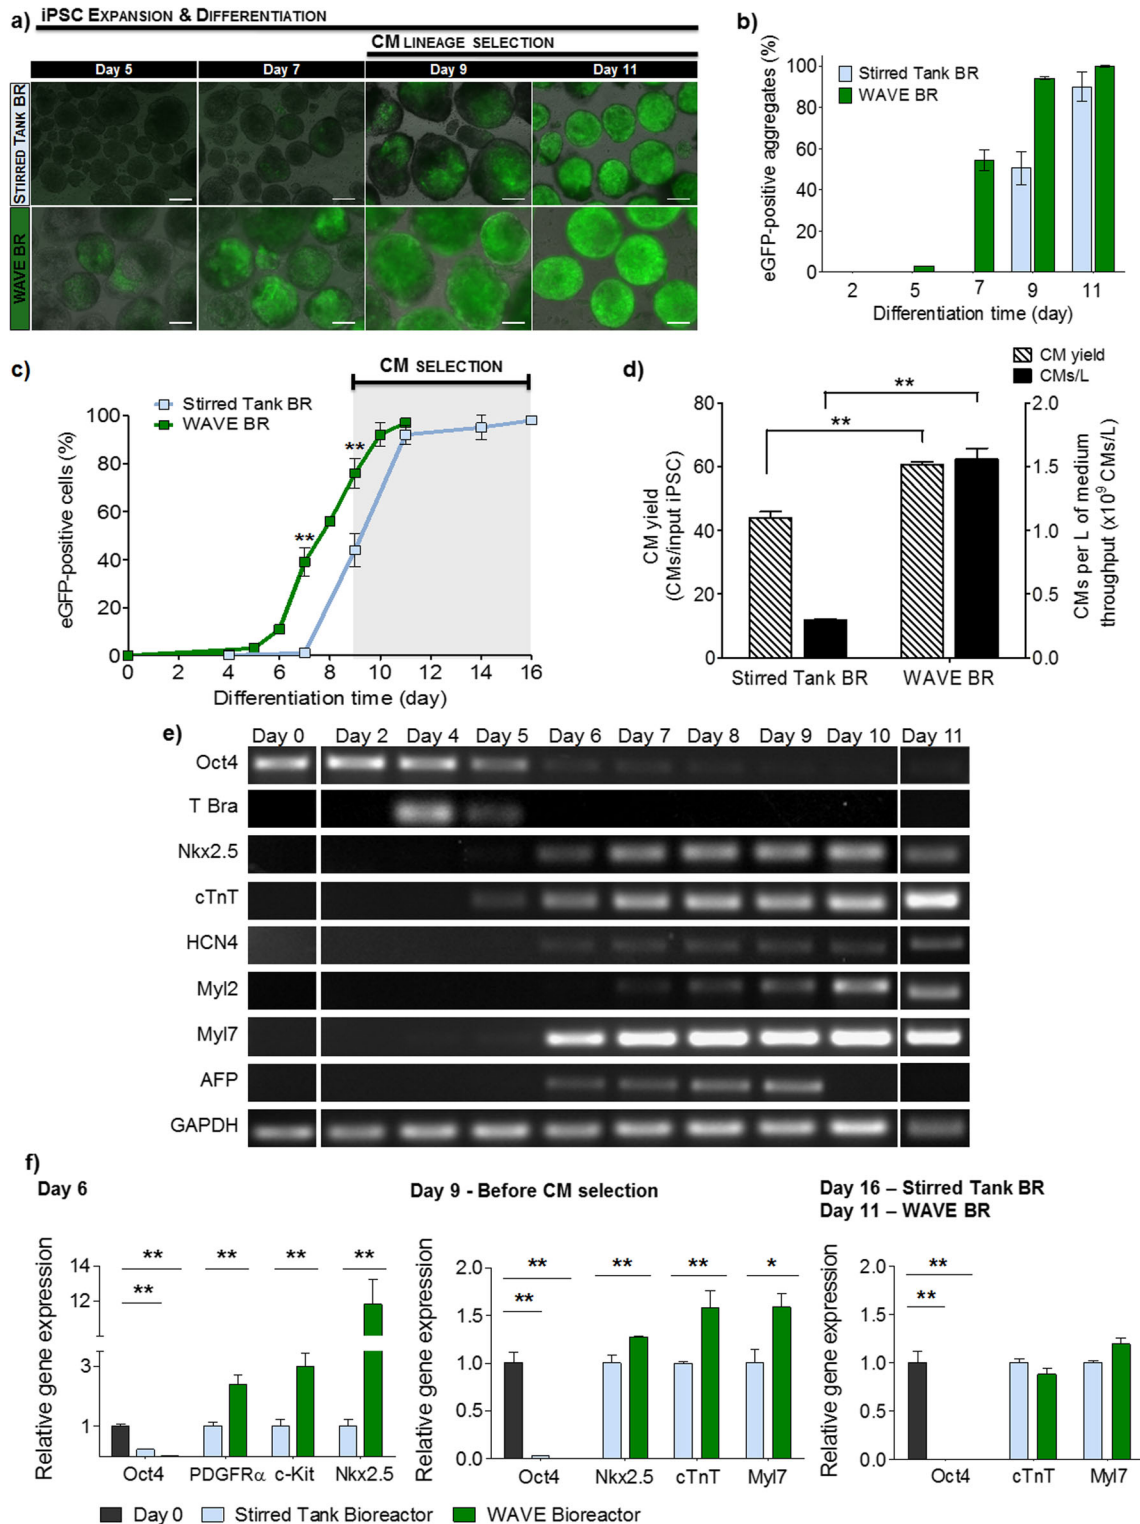 a)
iPSC EXPANSION & DIFFERENTIATION
CM LINEAGE SELECTION
Day 5 Day 7 Day 9 Day 11
STIRRED TANK BR
WAVE BR
b)
Stirred Tank BR
WAVE BR
eGFP-positive aggregates (%)
100
80
60
40
20
0
2 5 7 9 11
Differentiation time (day)
c)
CM SELECTION
Stirred Tank BR
WAVE BR
eGFP-positive cells (%)
100
80
60
40
20
0
**
**
0 2 4 6 8 10 12 14 16
Differentiation time (day)
d)
CM yield
CMs/L
**
**
CM yield
(CMs/input iPSC)
80
60
40
20
0
2.0
1.5
1.0
0.5
0.0
CMs per L of medium
throughput (x10⁹ CMs/L)
Stirred Tank BR WAVE BR
e)
Day 0 Day 2 Day 4 Day 5 Day 6 Day 7 Day 8 Day 9 Day 10 Day 11
Oct4
T Bra
Nkx2.5
cTnT
HCN4
Myl2
Myl7
AFP
GAPDH
f)
Day 6
Relative gene expression
14
12
3
1
** ** ** **
**
Oct4 PDGFRα c-Kit Nkx2.5
Day 9 - Before CM selection
Relative gene expression
2.0
1.5
1.0
0.5
0.0
** ** ** *
**
Oct4 Nkx2.5 cTnT Myl7
Day 16 – Stirred Tank BR
Day 11 – WAVE BR
Relative gene expression
2.0
1.5
1.0
0.5
0.0
**
**
Oct4 cTnT Myl7
Day 0 Stirred Tank Bioreactor WAVE Bioreactor